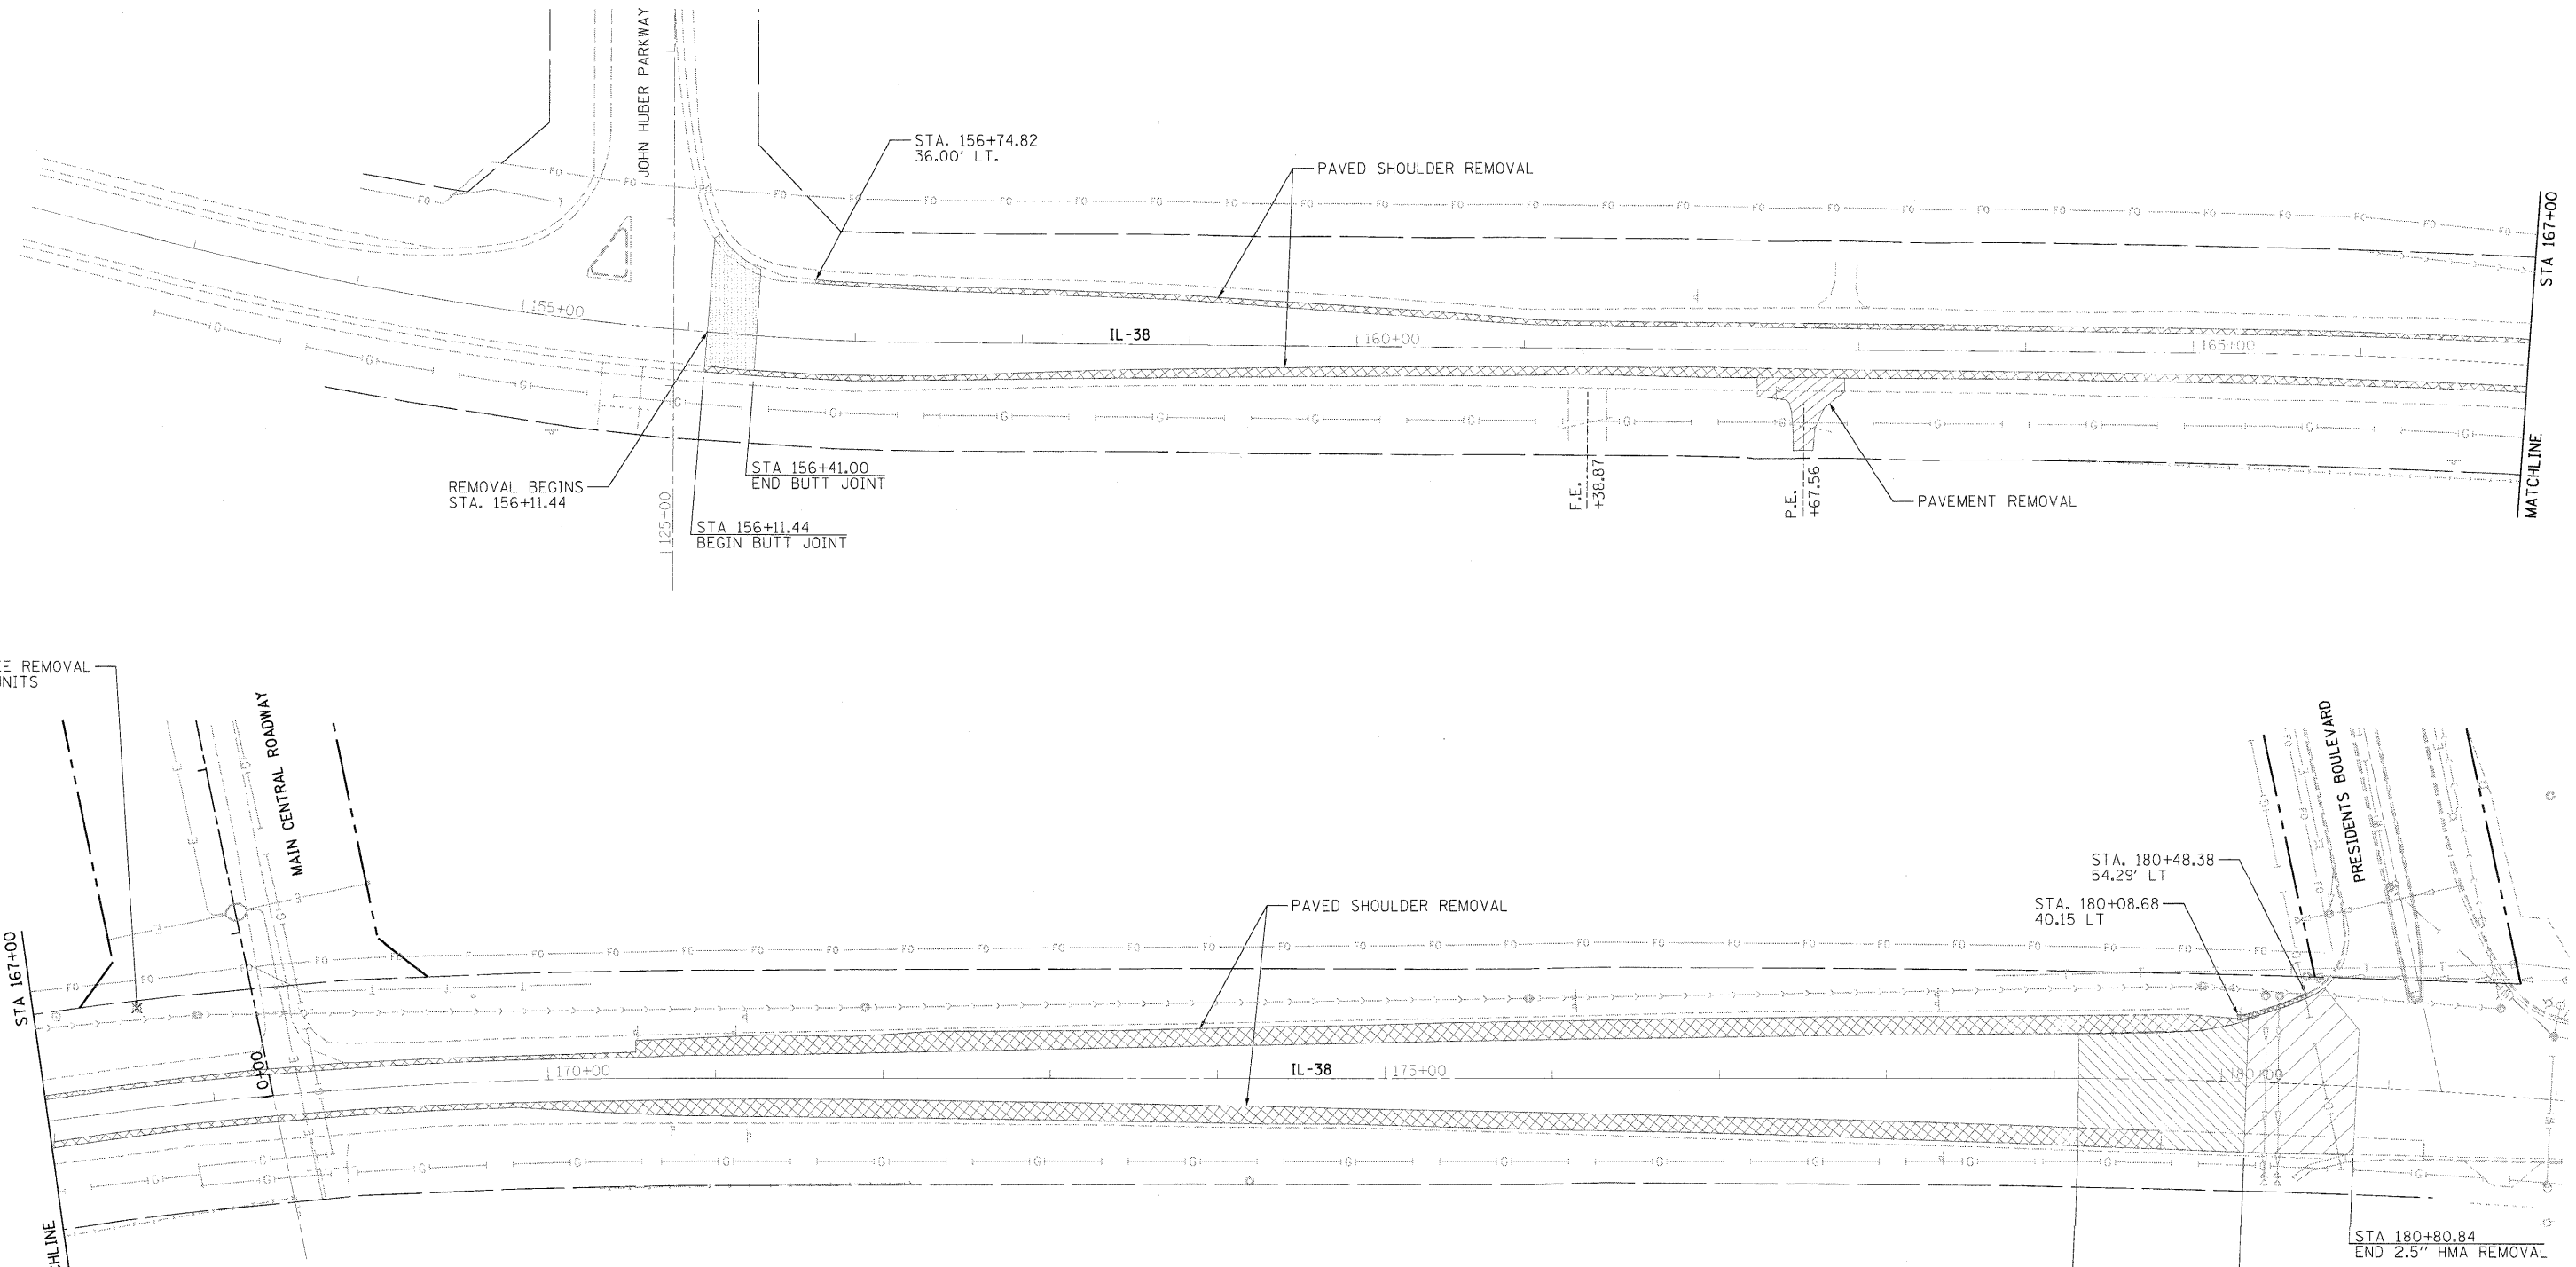 JOHN HUBER PARKWAY
STA. 156+74.82
36.00' LT.
PAVED SHOULDER REMOVAL
STA 167+00
155+00
IL-38
160+00
165+00
REMOVAL BEGINS
STA. 156+11.44
STA 156+41.00
END BUTT JOINT
STA 156+11.44
BEGIN BUTT JOINT
125+00
F.E.
+38.87
P.E.
+67.56
PAVEMENT REMOVAL
MATCHLINE
REMOVAL
UNITS
MAIN CENTRAL ROADWAY
STA 167+00
0+00
170+00
PAVED SHOULDER REMOVAL
IL-38
175+00
180+00
PRESIDENTS BOULEVARD
STA. 180+48.38
54.29' LT
STA. 180+08.68
40.15 LT
STA 180+80.84
END 2.5" HMA REMOVAL